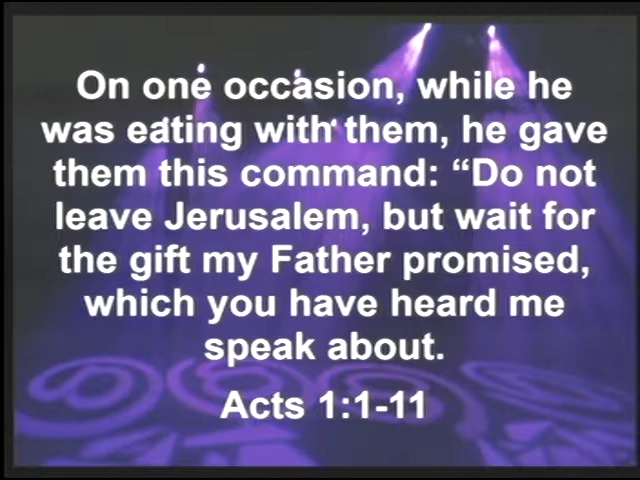 On one occasion, while he
was eating with them, he gave
them this command: “Do not
leave Jerusalem, but wait for
the gift my Father promised,
which you have heard me
speak about.
Acts 1:1-11